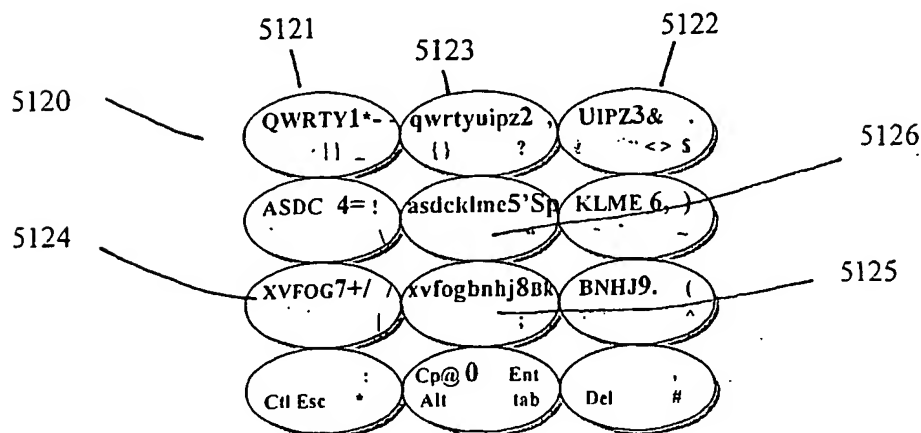 5121
5123
5122
5120
QWRTY1*- - qwrtyuipz2 , UIPZ3& .
_ {} ? <> $
5126
ASDC 4= ! asdcklme5'Sp KLME 6, )
\ “ ~
5124
XVFOG7+/ / xvfogbnhj8Bk BNHJ9. (
| ; ^
5125
: Cp@ 0 Ent ,
Ctl Esc * Alt tab Del #